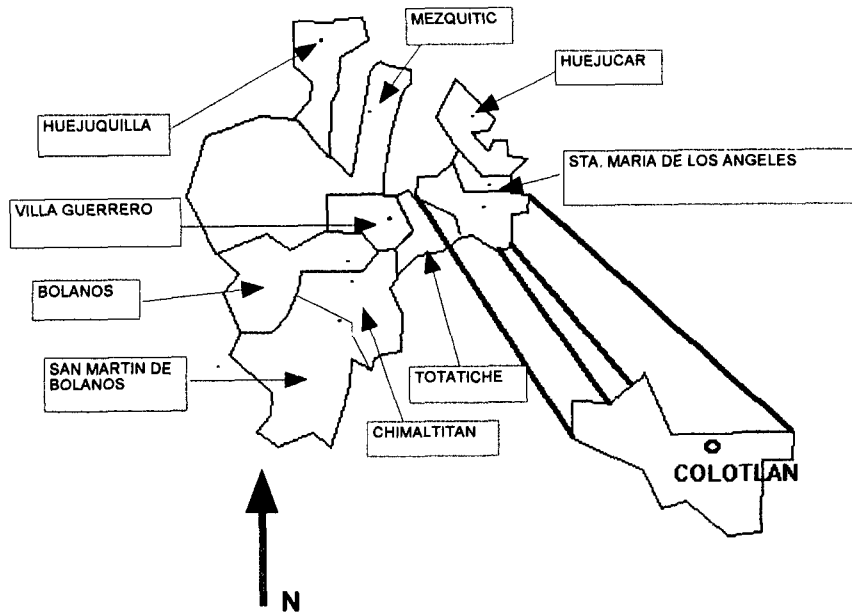 MEZQUITIC
HUEJUCAR
HUEJUQUILLA
STA. MARIA DE LOS ANGELES
VILLA GUERRERO
BOLANOS
SAN MARTIN DE
BOLANOS
TOTATICHE
CHIMALTITAN
COLOTLAN
N